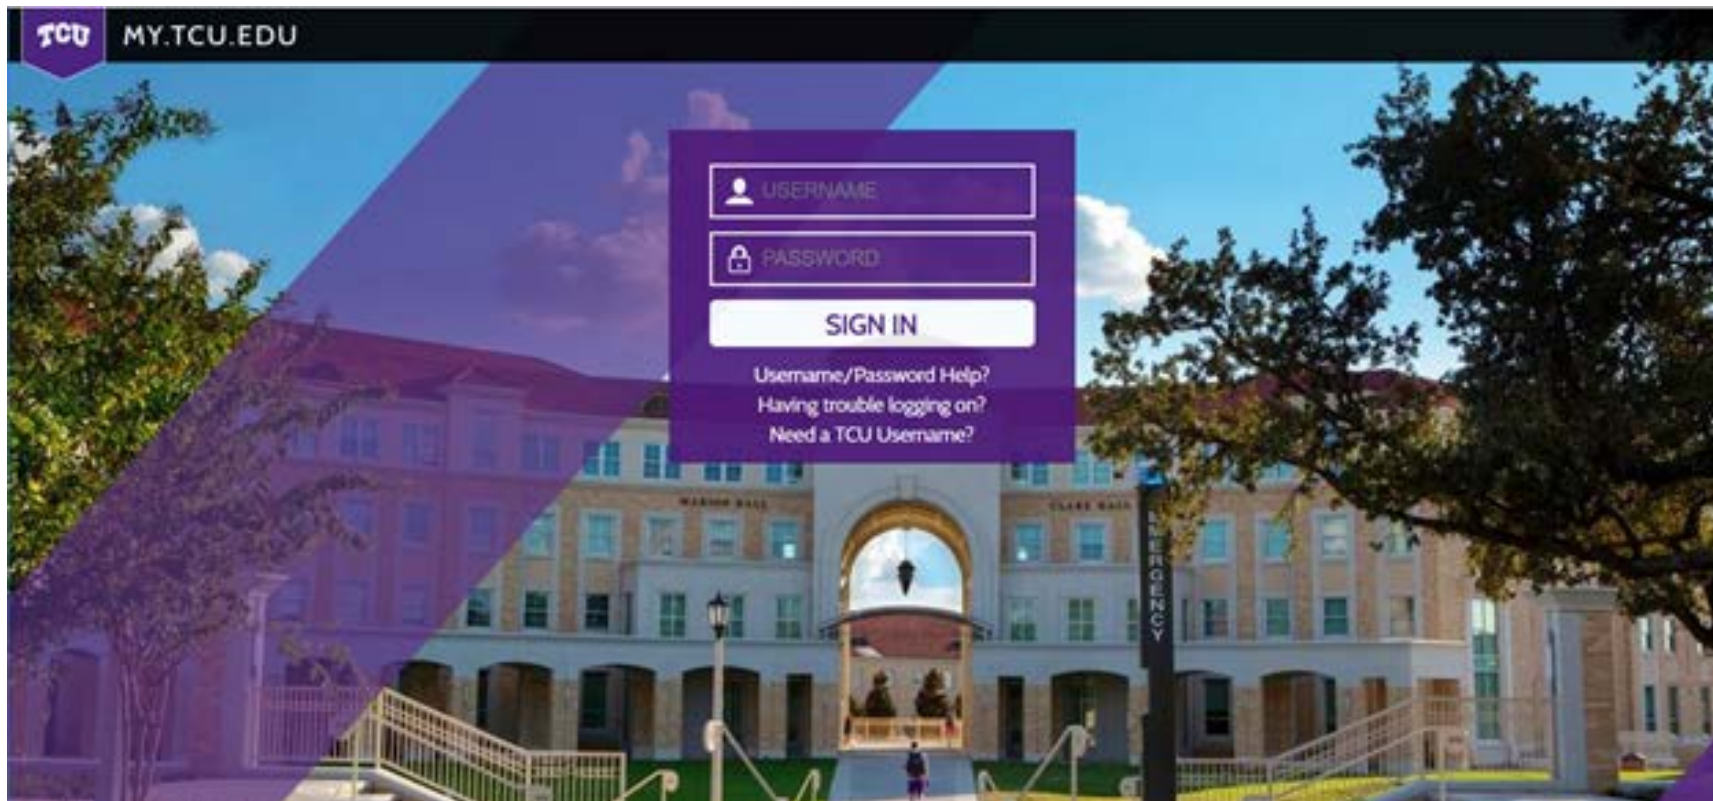 TCU MY.TCU.EDU
USERNAME
PASSWORD
SIGN IN
Username/Password Help?
Having trouble logging on?
Need a TCU Username?
MARION HALL
CLARK HALL
EMERGENCY